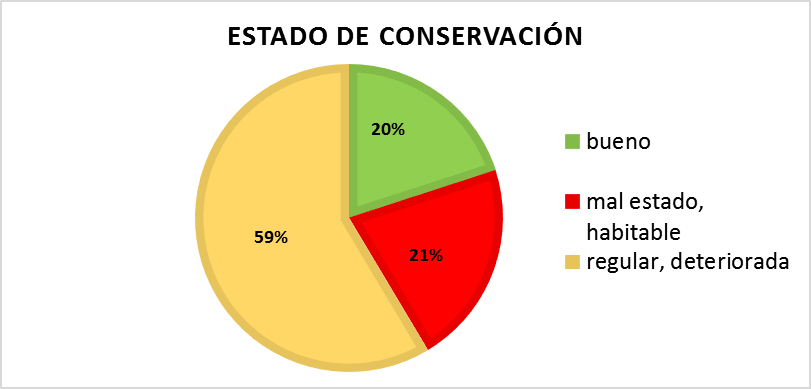 ESTADO DE CONSERVACIÓN
20%
21%
59%
bueno
mal estado,
habitable
regular, deteriorada